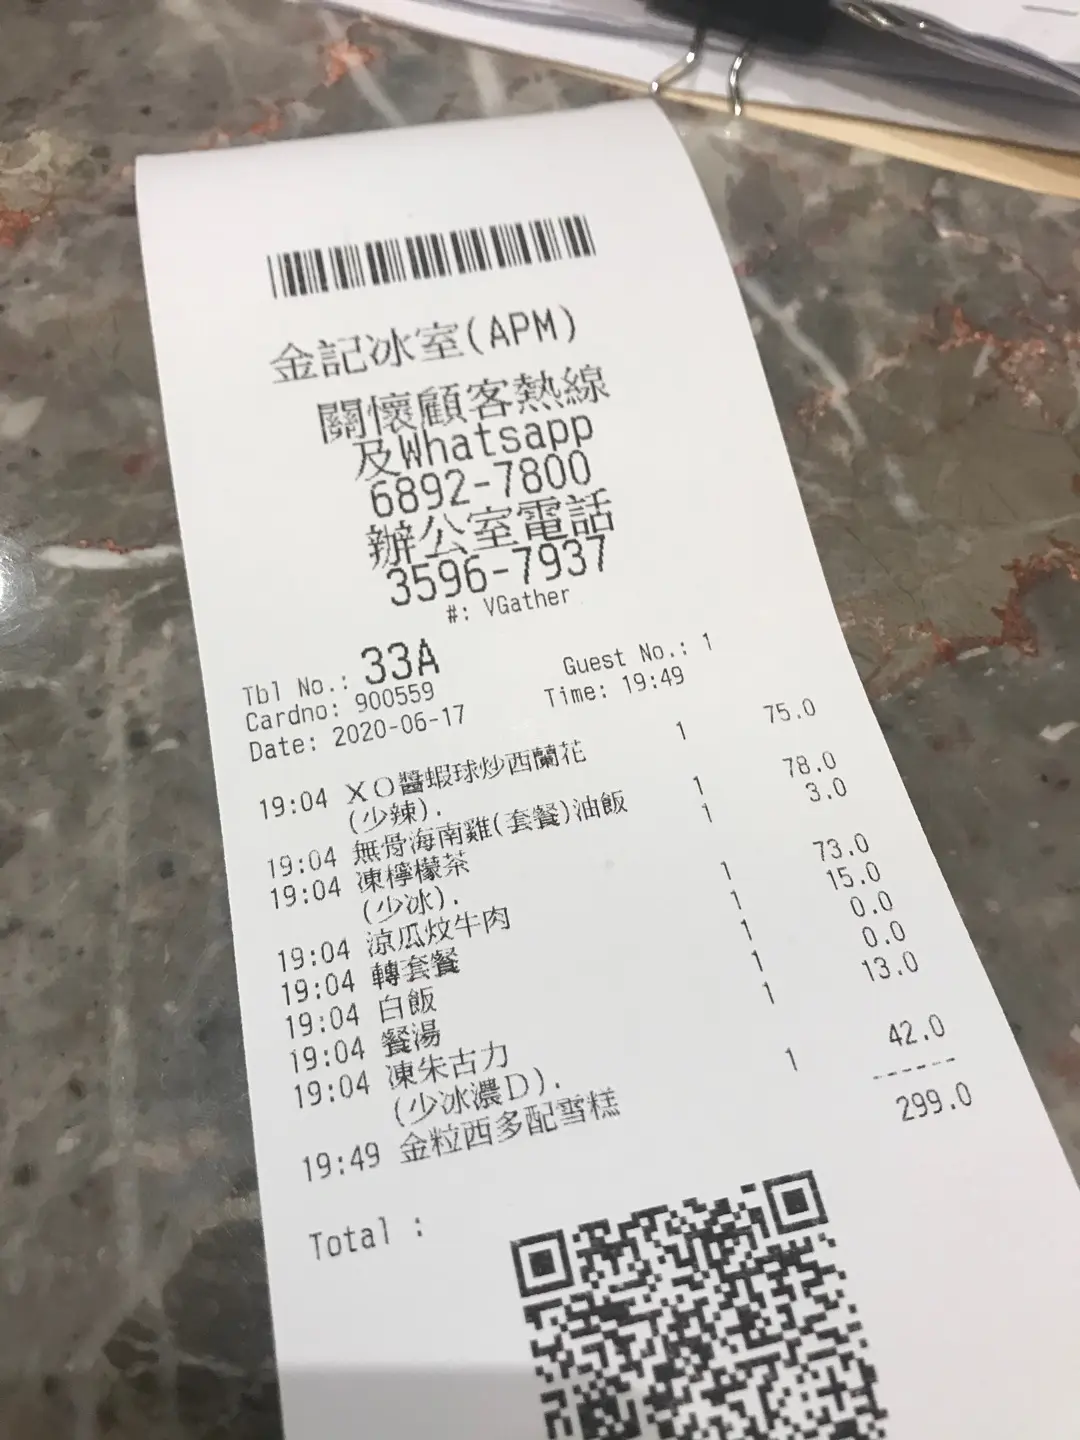 金記冰室(APM)
關懷顧客熱線
及Whatsapp
6892-7800
辦公室電話
3596-7937
#: VGather
Tbl No.: 33A Guest No.: 1
Cardno: 900559
Date: 2020-06-17 Time: 19:49
19:04 XO醬蝦球炒西蘭花 1 75.0
(少辣).
19:04 無骨海南雞(套餐)油飯 1 78.0
19:04 凍檸檬茶 1 3.0
(少冰).
19:04 涼瓜炆牛肉 1 73.0
19:04 轉套餐 1 15.0
19:04 白飯 1 0.0
19:04 餐湯 1 0.0
19:04 凍朱古力 1 13.0
(少冰濃D).
19:49 金粒西多配雪糕 1 42.0
------
Total : 299.0